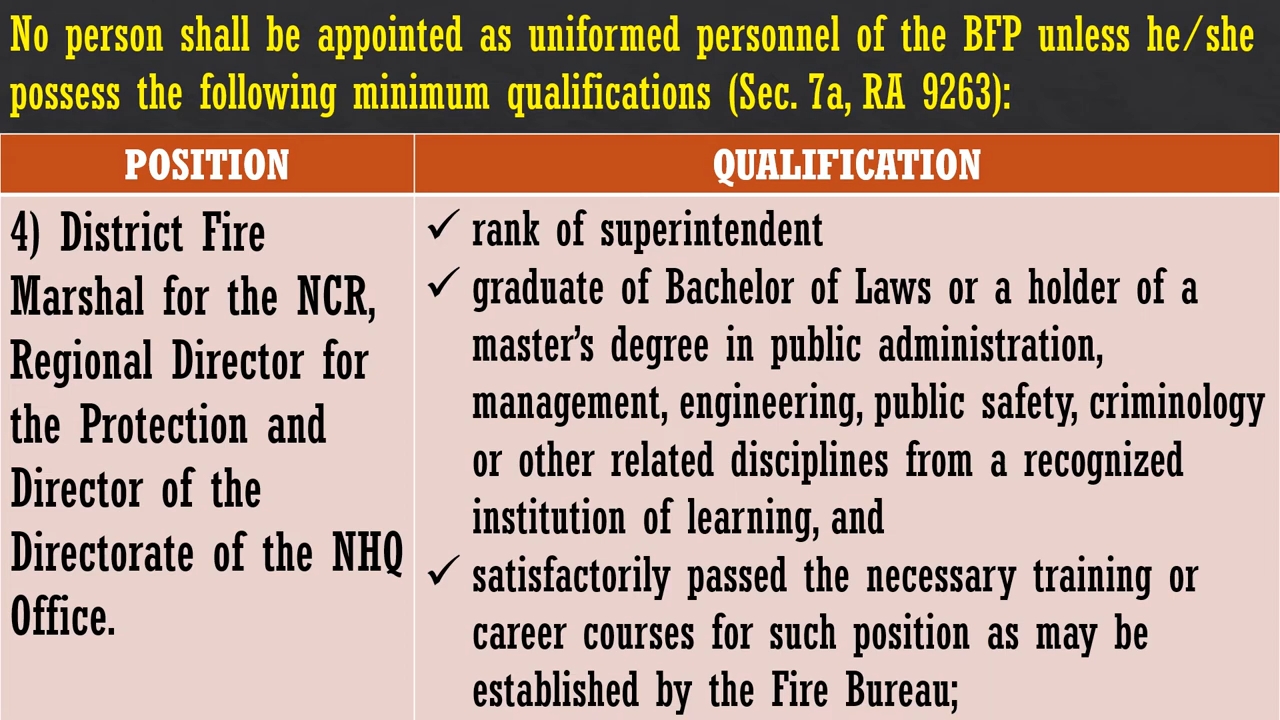 No person shall be appointed as uniformed personnel of the BFP unless he/she
possess the following minimum qualifications (Sec. 7a, RA 9263):
POSITION
QUALIFICATION
4) District Fire
Marshal for the NCR,
Regional Director for
the Protection and
Director of the
Directorate of the NHQ
Office.
✓ rank of superintendent
✓ graduate of Bachelor of Laws or a holder of a
master's degree in public administration,
management, engineering, public safety, criminology
or other related disciplines from a recognized
institution of learning, and
✓ satisfactorily passed the necessary training or
career courses for such position as may be
established by the Fire Bureau;